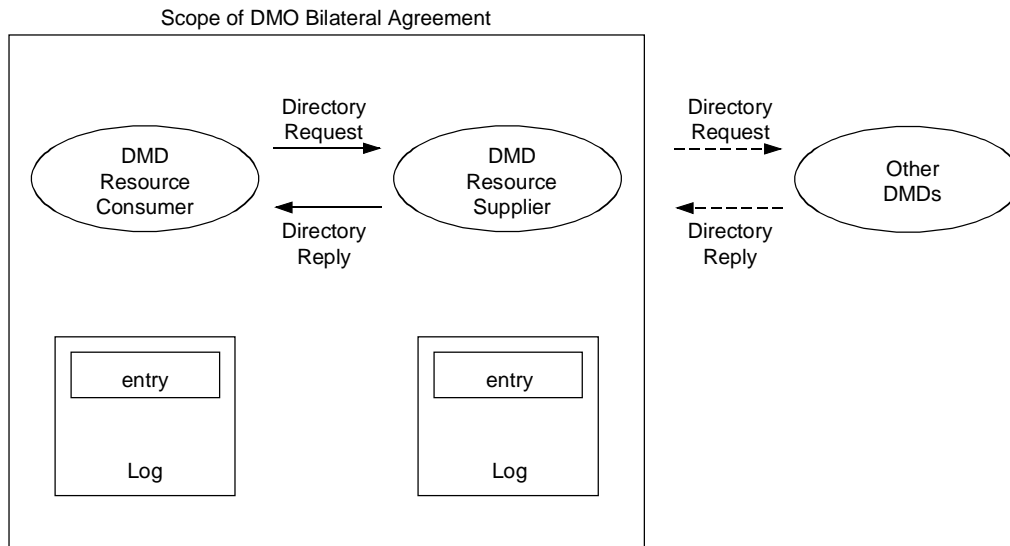 Scope of DMO Bilateral Agreement
Directory
Request
Directory
Request
DMD
Resource
Consumer
DMD
Resource
Supplier
Other
DMDs
Directory
Reply
Directory
Reply
entry
entry
Log
Log